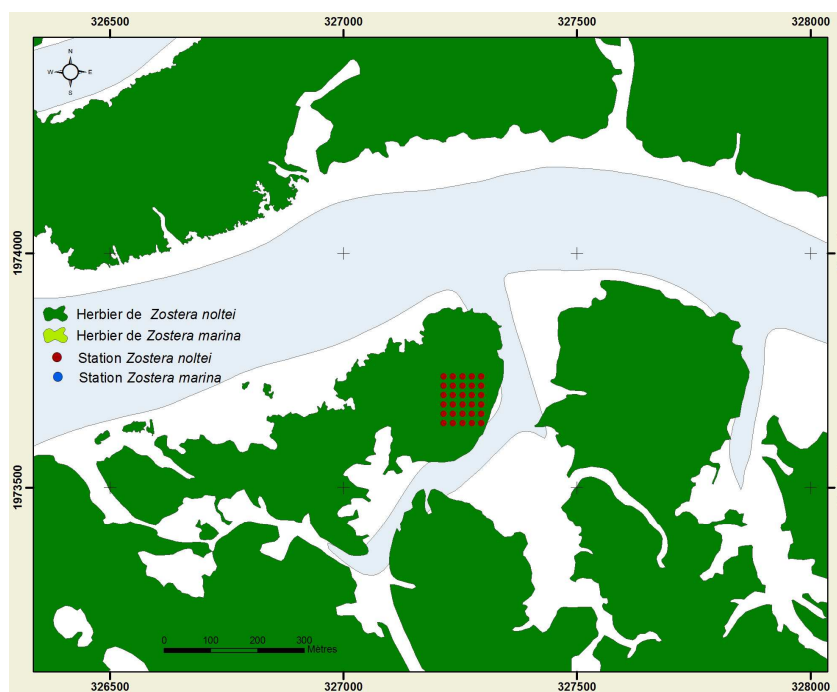 326500 327000 327500 328000
N
W E
S
1974000
Herbier de Zostera noltei
Herbier de Zostera marina
Station Zostera noltei
Station Zostera marina
1973500
0 100 200 300
Mètres
326500 327000 327500 328000